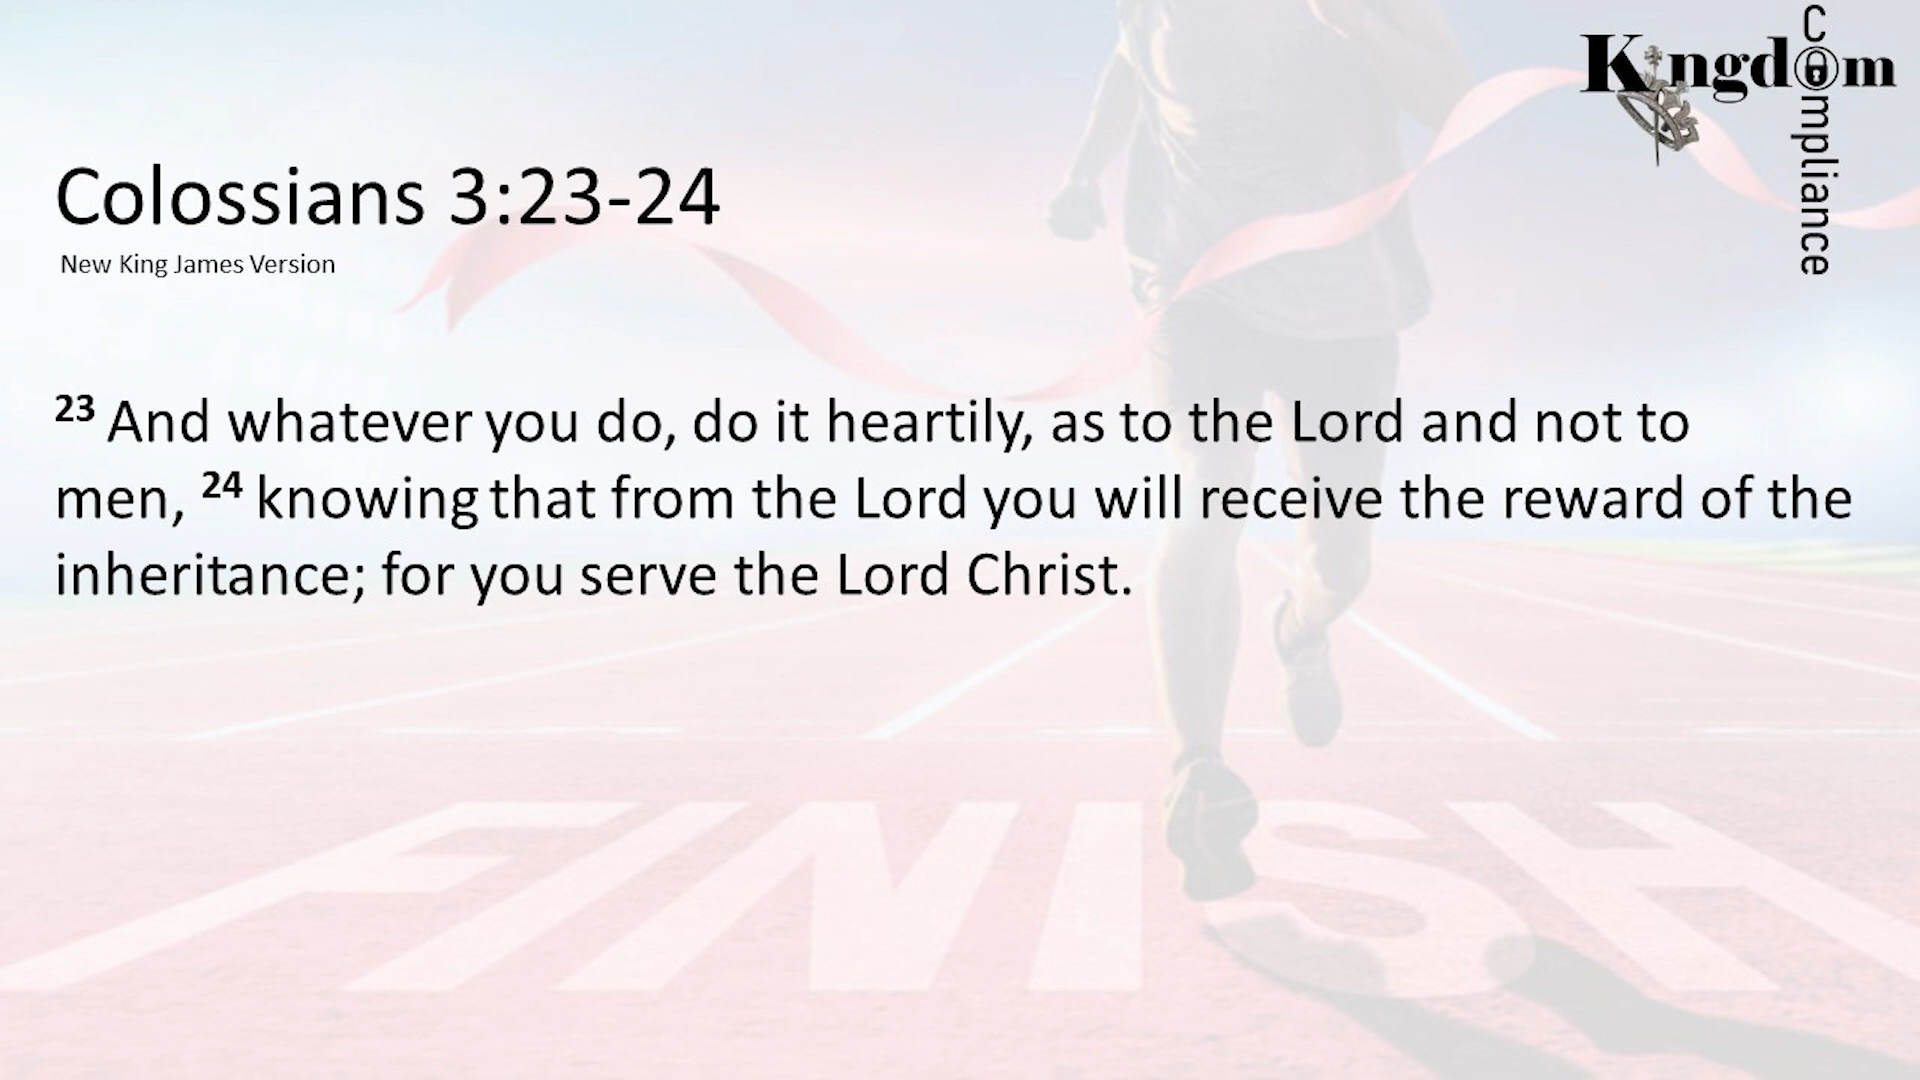 Kingdom
Compliance
Colossians 3:23-24
New King James Version
23 And whatever you do, do it heartily, as to the Lord and not to
men, 24 knowing that from the Lord you will receive the reward of the
inheritance; for you serve the Lord Christ.
FINISH